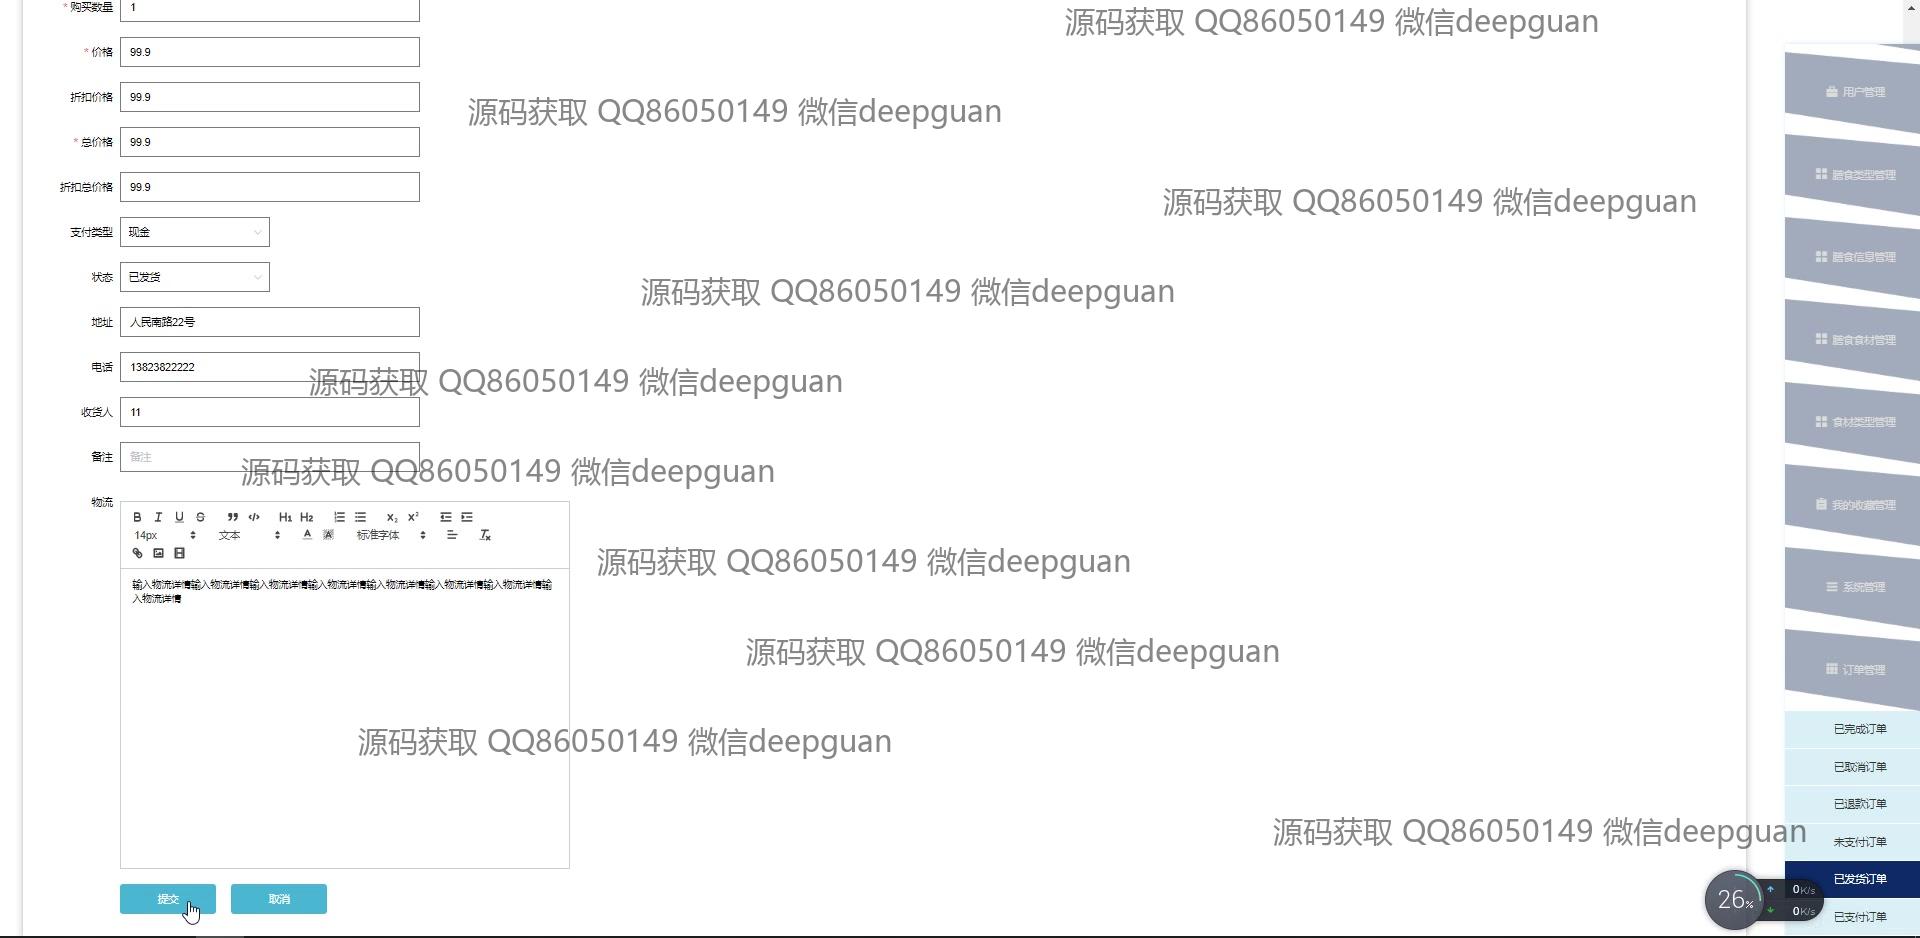 * 购买数量 1
源码获取 QQ86050149 微信deepguan
* 价格 99.9
用户管理
折扣价格 99.9
源码获取 QQ86050149 微信deepguan
* 总价格 99.9
膳食类型管理
折扣总价格 99.9
源码获取 QQ86050149 微信deepguan
支付类型 现金
膳食信息管理
状态 已发货
源码获取 QQ86050149 微信deepguan
地址 人民南路22号
膳食食材管理
电话 13823822222
源码获取 QQ86050149 微信deepguan
收货人 11
食材类型管理
备注 备注
源码获取 QQ86050149 微信deepguan
物流
我的收藏管理
B I U S H1 H2 X2 X2
14px 文本 A A 标准字体 Tx
源码获取 QQ86050149 微信deepguan
输入物流详情输入物流详情输入物流详情输入物流详情输入物流详情输入物流详情输入物流详情输
入物流详情
系统管理
源码获取 QQ86050149 微信deepguan
订单管理
已完成订单
源码获取 QQ86050149 微信deepguan
已取消订单
已退款订单
源码获取 QQ86050149 微信deepguan
未支付订单
已发货订单
提交 取消
26% 0K/s
0K/s
已支付订单